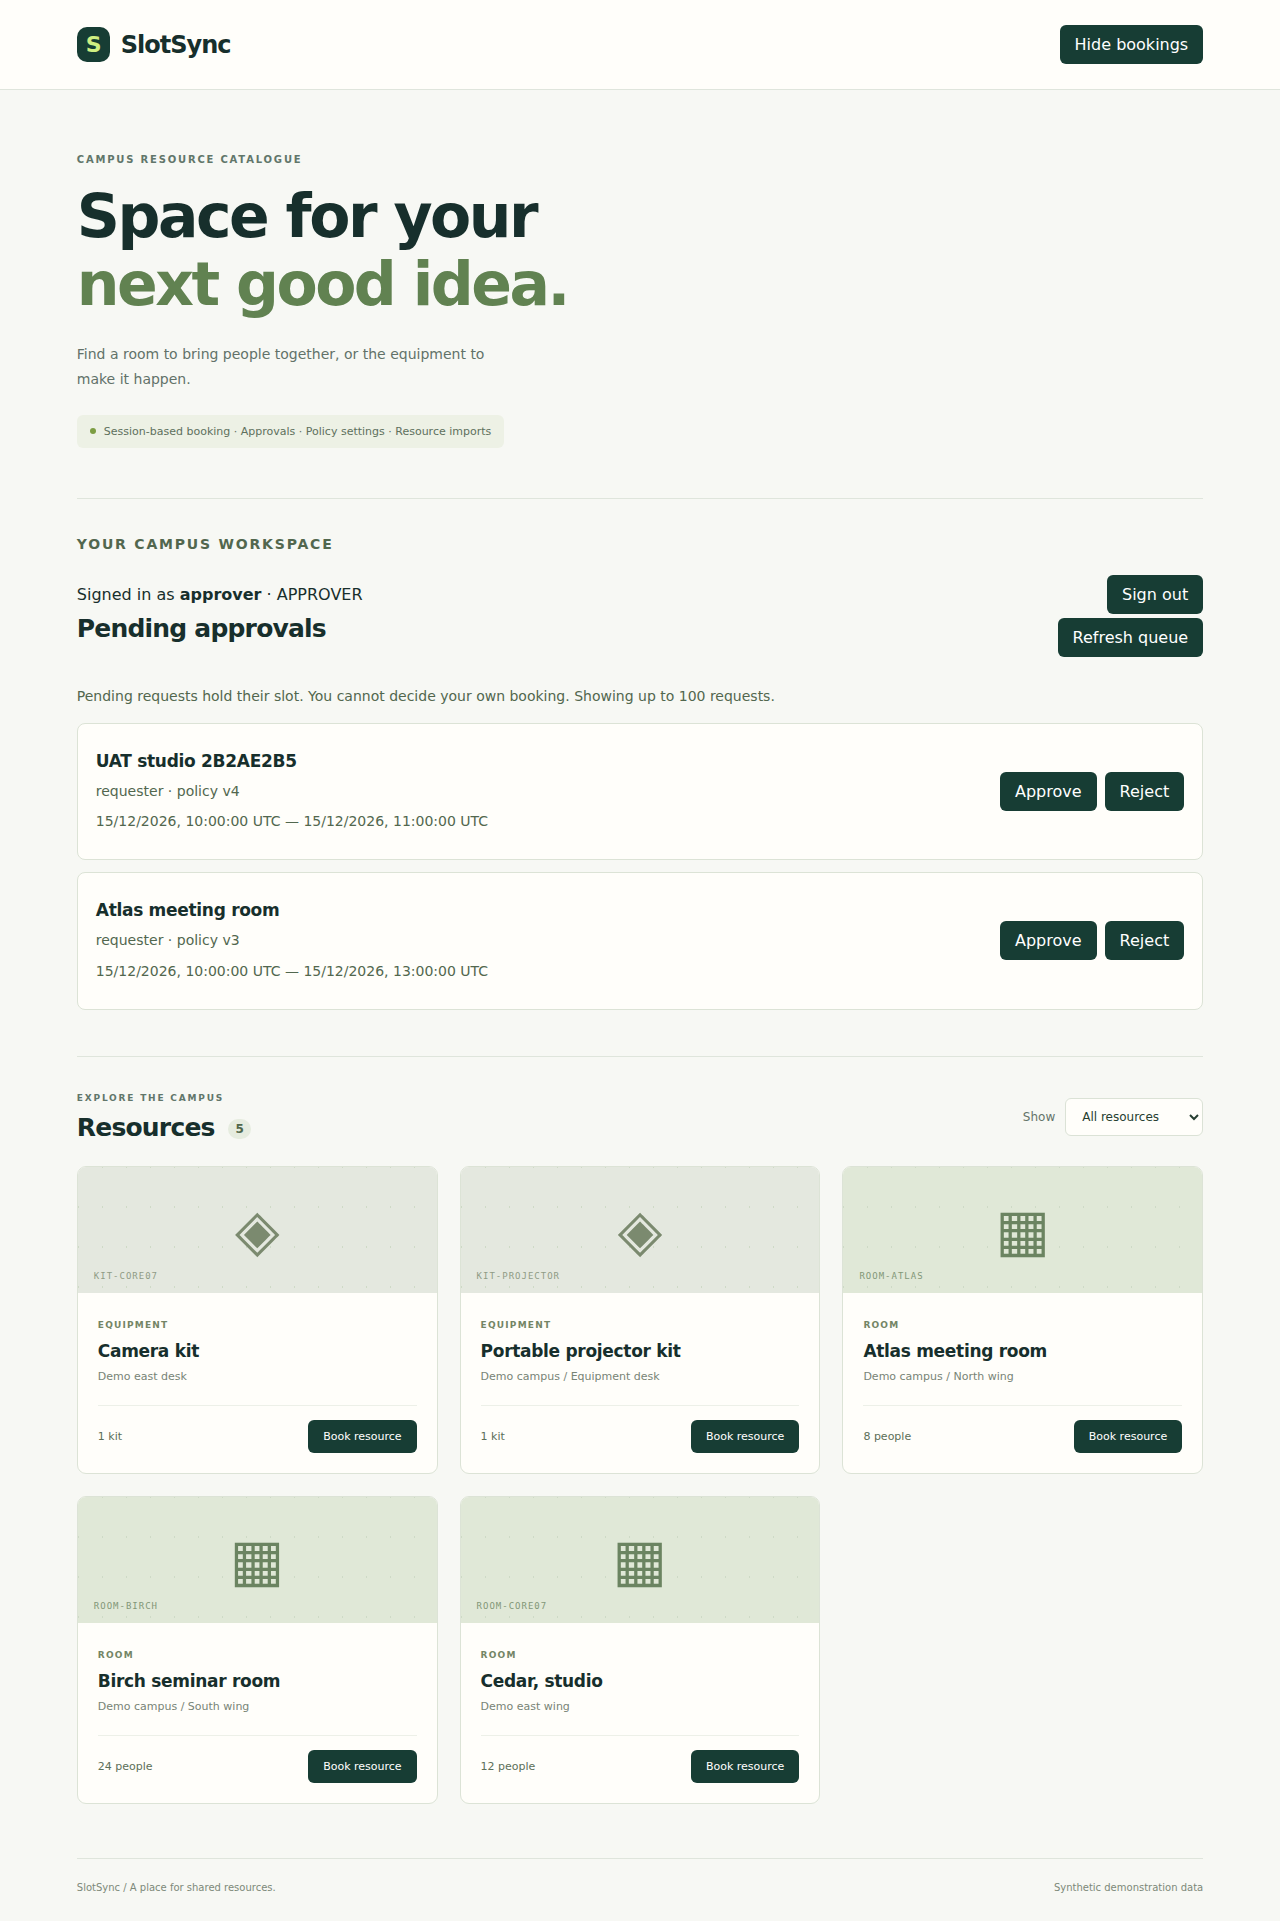 S SlotSync
Hide bookings
CAMPUS RESOURCE CATALOGUE
Space for your
next good idea.
Find a room to bring people together, or the equipment to
make it happen.
Session-based booking · Approvals · Policy settings · Resource imports
YOUR CAMPUS WORKSPACE
Signed in as approver · APPROVER
Sign out
Pending approvals
Refresh queue
Pending requests hold their slot. You cannot decide your own booking. Showing up to 100 requests.
UAT studio 2B2AE2B5
requester · policy v4
15/12/2026, 10:00:00 UTC — 15/12/2026, 11:00:00 UTC
Approve
Reject
Atlas meeting room
requester · policy v3
15/12/2026, 10:00:00 UTC — 15/12/2026, 13:00:00 UTC
Approve
Reject
EXPLORE THE CAMPUS
Resources 5
Show
All resources
KIT-CORE07
EQUIPMENT
Camera kit
Demo east desk
1 kit
Book resource
KIT-PROJECTOR
EQUIPMENT
Portable projector kit
Demo campus / Equipment desk
1 kit
Book resource
ROOM-ATLAS
ROOM
Atlas meeting room
Demo campus / North wing
8 people
Book resource
ROOM-BIRCH
ROOM
Birch seminar room
Demo campus / South wing
24 people
Book resource
ROOM-CORE07
ROOM
Cedar, studio
Demo east wing
12 people
Book resource
SlotSync / A place for shared resources.
Synthetic demonstration data